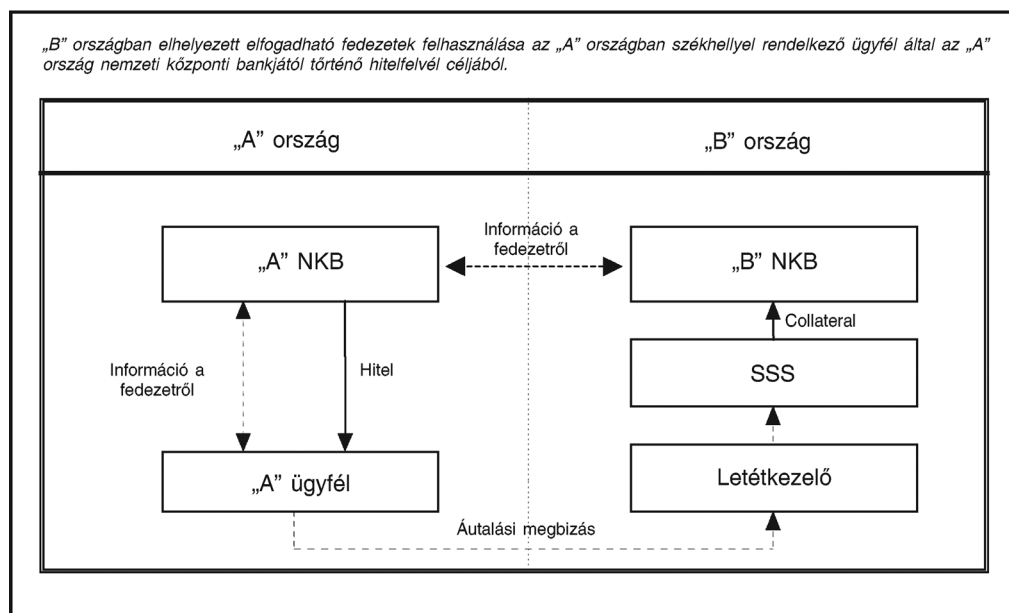 „B” országban elhelyezett elfogadható fedezetek felhasználása az „A” országban székhellyel rendelkező ügyfél által az „A”
ország nemzeti központi bankjától történő hitelfelvél céljából.
„A” ország
„B” ország
„A” NKB
Információ a
fedezetről
„B” NKB
Collateral
Információ a
fedezetről
Hitel
SSS
„A” ügyfél
Letétkezelő
Áutalási megbizás